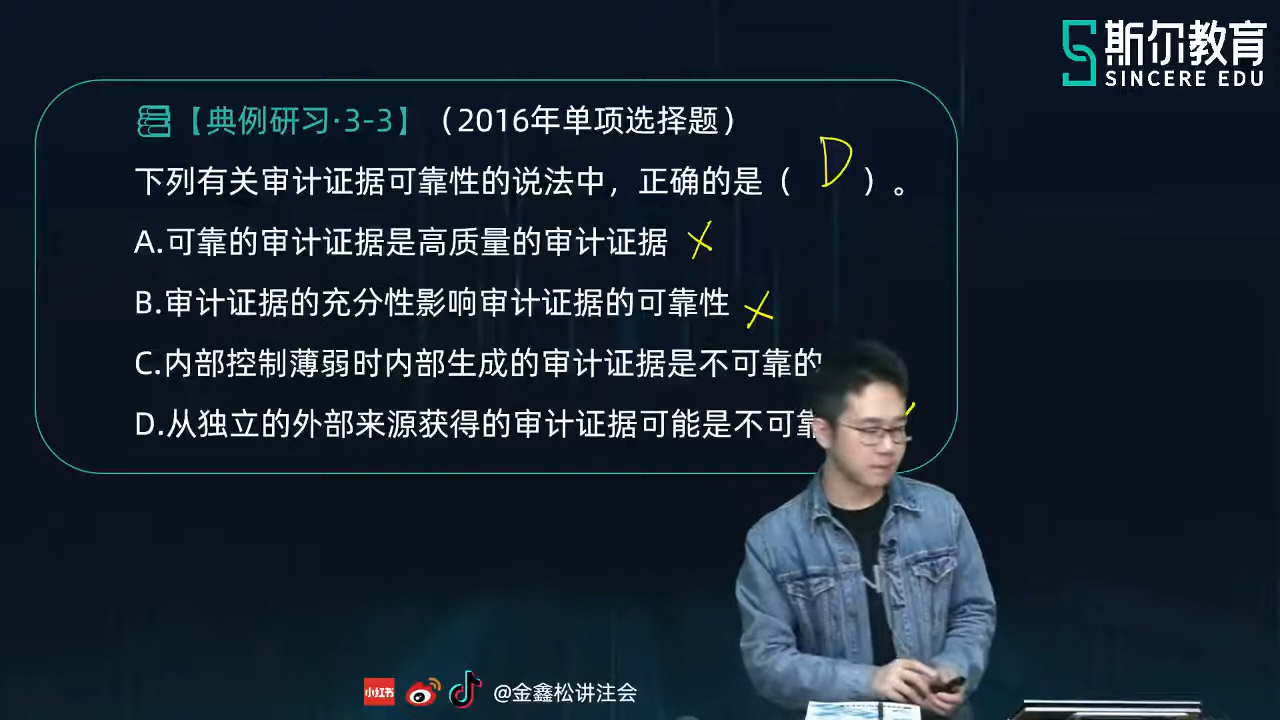 斯尔教育
SINCERE EDU
【典例研习·3-3】（2016年单项选择题）
下列有关审计证据可靠性的说法中，正确的是（ D ）。
A.可靠的审计证据是高质量的审计证据
B.审计证据的充分性影响审计证据的可靠性
C.内部控制薄弱时内部生成的审计证据是不可靠的
D.从独立的外部来源获得的审计证据可能是不可靠
小红书 @金鑫松讲注会